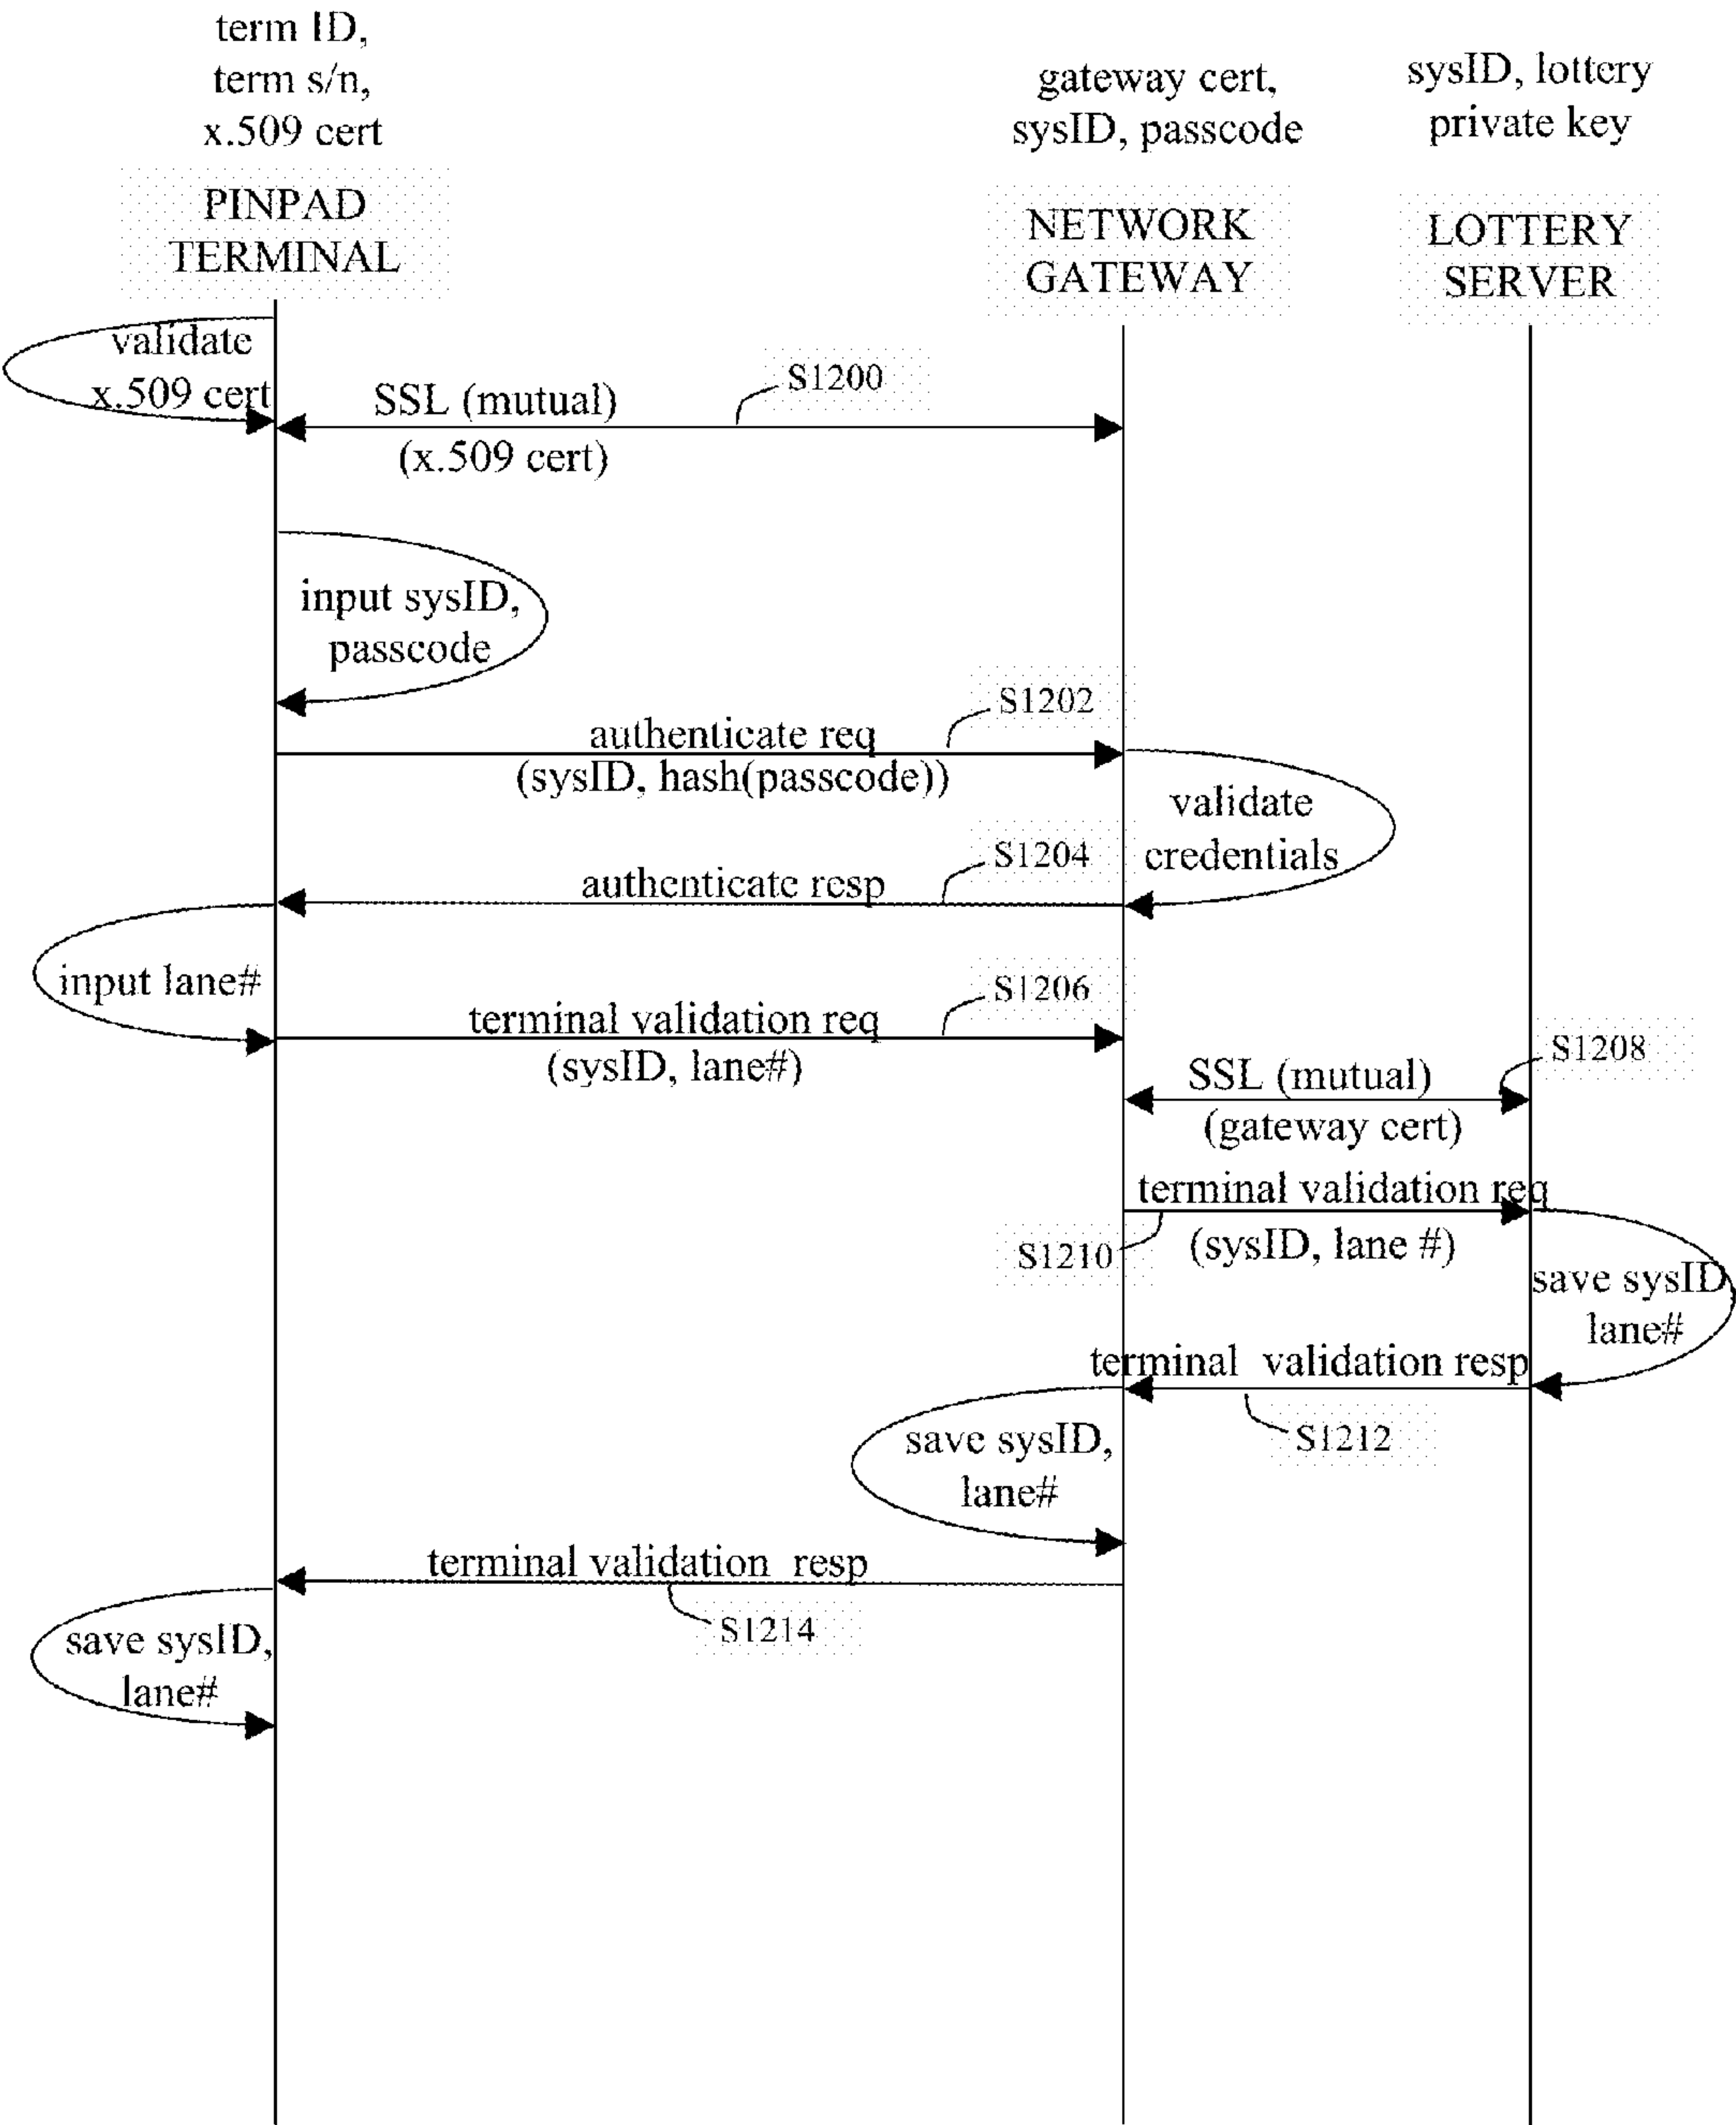 term ID,
term s/n,
x.509 cert
gateway cert,
sysID, passcode
sysID, lottery
private key
PINPAD
TERMINAL
NETWORK
GATEWAY
LOTTERY
SERVER
validate
x.509 cert
S1200
SSL (mutual)
(x.509 cert)
input sysID,
passcode
S1202
authenticate req
(sysID, hash(passcode))
validate
credentials
S1204
authenticate resp
input lane#
S1206
terminal validation req
(sysID, lane#)
S1208
SSL (mutual)
(gateway cert)
terminal validation req
(sysID, lane #)
S1210
save sysID
lane#
terminal validation resp
S1212
save sysID,
lane#
terminal validation resp
S1214
save sysID,
lane#